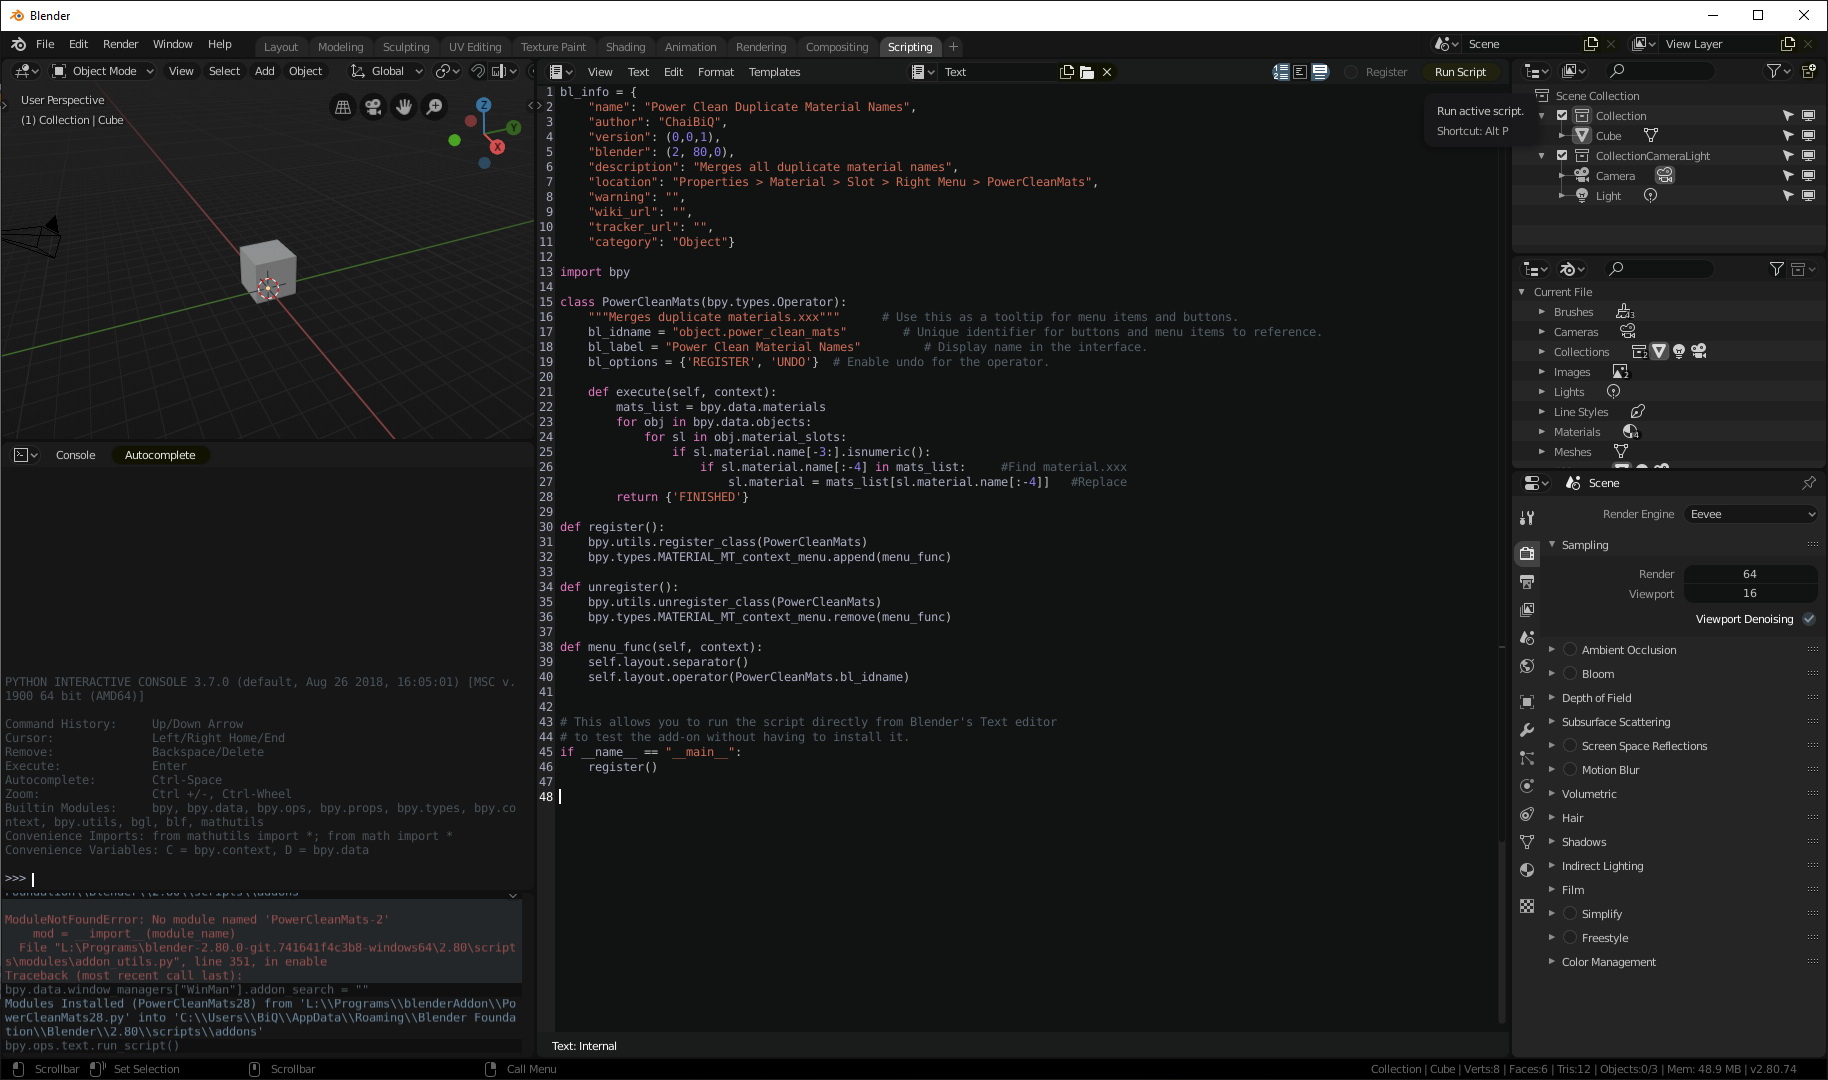 Blender
File Edit Render Window Help Layout Modeling Sculpting UV Editing Texture Paint Shading Animation Rendering Compositing Scripting + Scene View Layer
Object Mode View Select Add Object Global
User Perspective
(1) Collection | Cube
Z
Y
X
Console Autocomplete
PYTHON INTERACTIVE CONSOLE 3.7.0 (default, Aug 26 2018, 16:05:01) [MSC v.
1900 64 bit (AMD64)]
Command History: Up/Down Arrow
Cursor: Left/Right Home/End
Remove: Backspace/Delete
Execute: Enter
Autocomplete: Ctrl-Space
Zoom: Ctrl +/-, Ctrl-Wheel
Builtin Modules: bpy, bpy.data, bpy.ops, bpy.props, bpy.types, bpy.co
ntext, bpy.utils, bgl, blf, mathutils
Convenience Imports: from mathutils import *; from math import *
Convenience Variables: C = bpy.context, D = bpy.data
>>>
Foundation\\Blender\\2.80\\scripts\\addons'
ModuleNotFoundError: No module named 'PowerCleanMats-2'
mod = __import__(module_name)
File "L:\Programs\blender-2.80.0-git.741641f4c3b8-windows64\2.80\script
s\modules\addon_utils.py", line 351, in enable
Traceback (most recent call last):
bpy.data.window_managers["WinMan"].addon_search = ""
Modules Installed (PowerCleanMats28) from 'L:\\Programs\\blenderAddon\\Po
werCleanMats28.py' into 'C:\\Users\\BiQ\\AppData\\Roaming\\Blender Founda
tion\\Blender\\2.80\\scripts\\addons'
bpy.ops.text.run_script()
View Text Edit Format Templates Text Register Run Script
Run active script.
Shortcut: Alt P
1 bl_info = {
2 "name": "Power Clean Duplicate Material Names",
3 "author": "ChaiBiQ",
4 "version": (0,0,1),
5 "blender": (2, 80,0),
6 "description": "Merges all duplicate material names",
7 "location": "Properties > Material > Slot > Right Menu > PowerCleanMats",
8 "warning": "",
9 "wiki_url": "",
10 "tracker_url": "",
11 "category": "Object"}
12
13 import bpy
14
15 class PowerCleanMats(bpy.types.Operator):
16 """Merges duplicate materials.xxx""" # Use this as a tooltip for menu items and buttons.
17 bl_idname = "object.power_clean_mats" # Unique identifier for buttons and menu items to reference.
18 bl_label = "Power Clean Material Names" # Display name in the interface.
19 bl_options = {'REGISTER', 'UNDO'} # Enable undo for the operator.
20
21 def execute(self, context):
22 mats_list = bpy.data.materials
23 for obj in bpy.data.objects:
24 for sl in obj.material_slots:
25 if sl.material.name[-3:].isnumeric():
26 if sl.material.name[:-4] in mats_list: #Find material.xxx
27 sl.material = mats_list[sl.material.name[:-4]] #Replace
28 return {'FINISHED'}
29
30 def register():
31 bpy.utils.register_class(PowerCleanMats)
32 bpy.types.MATERIAL_MT_context_menu.append(menu_func)
33
34 def unregister():
35 bpy.utils.unregister_class(PowerCleanMats)
36 bpy.types.MATERIAL_MT_context_menu.remove(menu_func)
37
38 def menu_func(self, context):
39 self.layout.separator()
40 self.layout.operator(PowerCleanMats.bl_idname)
41
42
43 # This allows you to run the script directly from Blender's Text editor
44 # to test the add-on without having to install it.
45 if __name__ == "__main__":
46 register()
47
48
Text: Internal
Scene Collection
Collection
Cube
CollectionCameraLight
Camera
Light
Current File
Brushes
Cameras
Collections 2
Images 2
Lights
Line Styles
Materials 4
Meshes
Scene
Render Engine Eevee
Sampling
Render 64
Viewport 16
Viewport Denoising
Ambient Occlusion
Bloom
Depth of Field
Subsurface Scattering
Screen Space Reflections
Motion Blur
Volumetric
Hair
Shadows
Indirect Lighting
Film
Simplify
Freestyle
Color Management
Scrollbar Set Selection Scrollbar Call Menu Collection | Cube | Verts:8 | Faces:6 | Tris:12 | Objects:0/3 | Mem: 48.9 MB | v2.80.74